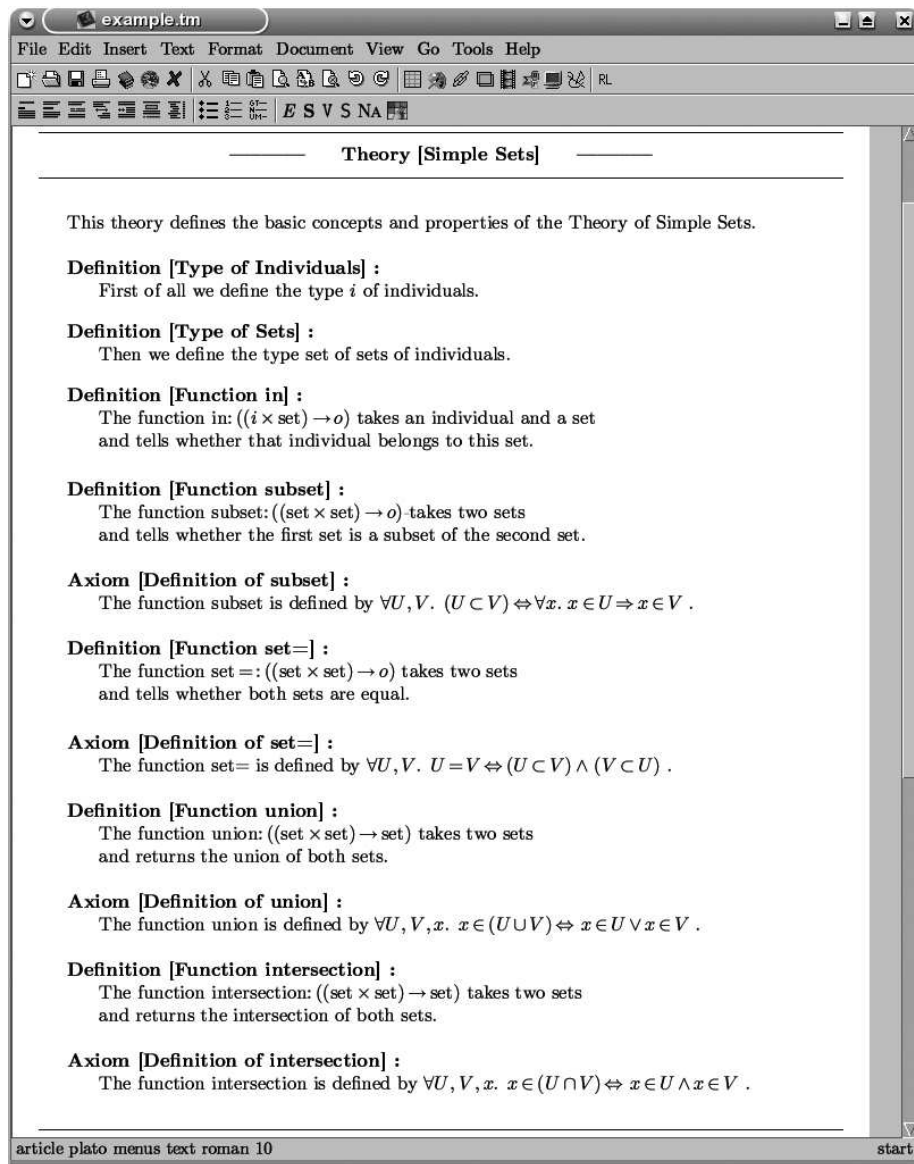 example.tm
File Edit Insert Text Format Document View Go Tools Help
RL
E S V S NA
Theory [Simple Sets]
This theory defines the basic concepts and properties of the Theory of Simple Sets.
Definition [Type of Individuals] :
First of all we define the type i of individuals.
Definition [Type of Sets] :
Then we define the type set of sets of individuals.
Definition [Function in] :
The function in: ((i × set) → o) takes an individual and a set
and tells whether that individual belongs to this set.
Definition [Function subset] :
The function subset: ((set × set) → o) takes two sets
and tells whether the first set is a subset of the second set.
Axiom [Definition of subset] :
The function subset is defined by ∀U, V. (U ⊂ V) ⇔ ∀x. x ∈ U ⇒ x ∈ V .
Definition [Function set=] :
The function set =: ((set × set) → o) takes two sets
and tells whether both sets are equal.
Axiom [Definition of set=] :
The function set= is defined by ∀U, V. U = V ⇔ (U ⊂ V) ∧ (V ⊂ U) .
Definition [Function union] :
The function union: ((set × set) → set) takes two sets
and returns the union of both sets.
Axiom [Definition of union] :
The function union is defined by ∀U, V, x. x ∈ (U ∪ V) ⇔ x ∈ U ∨ x ∈ V .
Definition [Function intersection] :
The function intersection: ((set × set) → set) takes two sets
and returns the intersection of both sets.
Axiom [Definition of intersection] :
The function intersection is defined by ∀U, V, x. x ∈ (U ∩ V) ⇔ x ∈ U ∧ x ∈ V .
article plato menus text roman 10 start